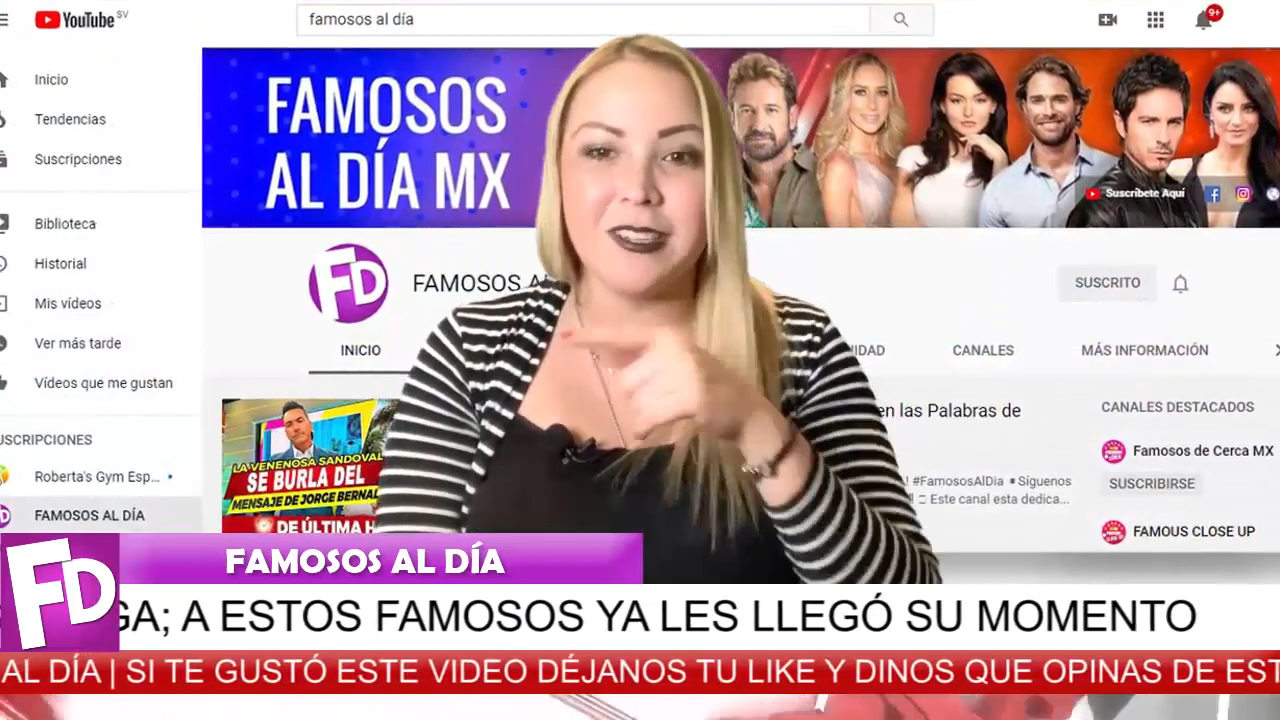 YouTube SV
famosos al día
9+
Inicio
Tendencias
Suscripciones
Biblioteca
Historial
Mis vídeos
Ver más tarde
Vídeos que me gustan
USCRIPCIONES
Roberta's Gym Esp...
FAMOSOS AL DÍA
FAMOSOS
AL DÍA MX
Suscríbete Aquí
FD
FAMOSOS A
SUSCRITO
INICIO
IDAD
CANALES
MÁS INFORMACIÓN
LA VENENOSA SANDOVAL
SE BURLA DEL
MENSAJE DE JORGE BERNAL
DE ÚLTIMA H
en las Palabras de
! #FamososAlDia ▪Síguenos
Este canal esta dedica...
CANALES DESTACADOS
Famosos de Cerca MX
SUSCRIBIRSE
FAMOUS CLOSE UP
FD
FAMOSOS AL DÍA
GA; A ESTOS FAMOSOS YA LES LLEGÓ SU MOMENTO
AL DÍA | SI TE GUSTÓ ESTE VIDEO DÉJANOS TU LIKE Y DINOS QUE OPINAS DE EST